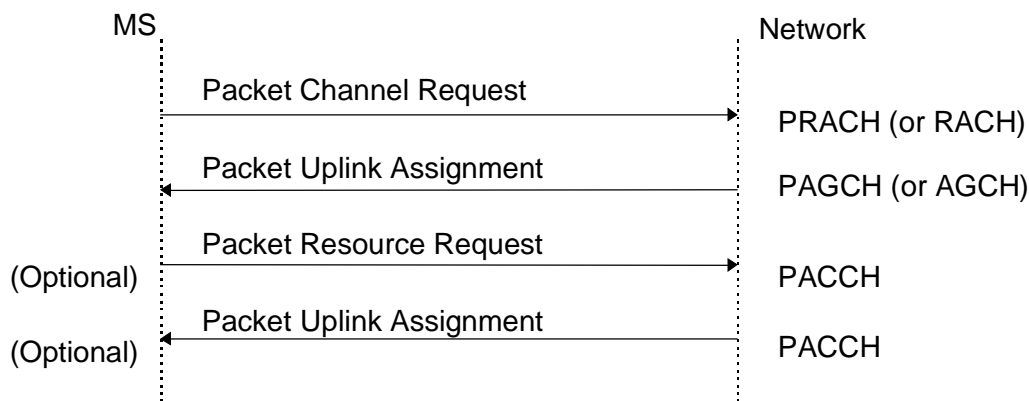 MS
Network
Packet Channel Request
PRACH (or RACH)
Packet Uplink Assignment
PAGCH (or AGCH)
Packet Resource Request
(Optional)
PACCH
Packet Uplink Assignment
(Optional)
PACCH